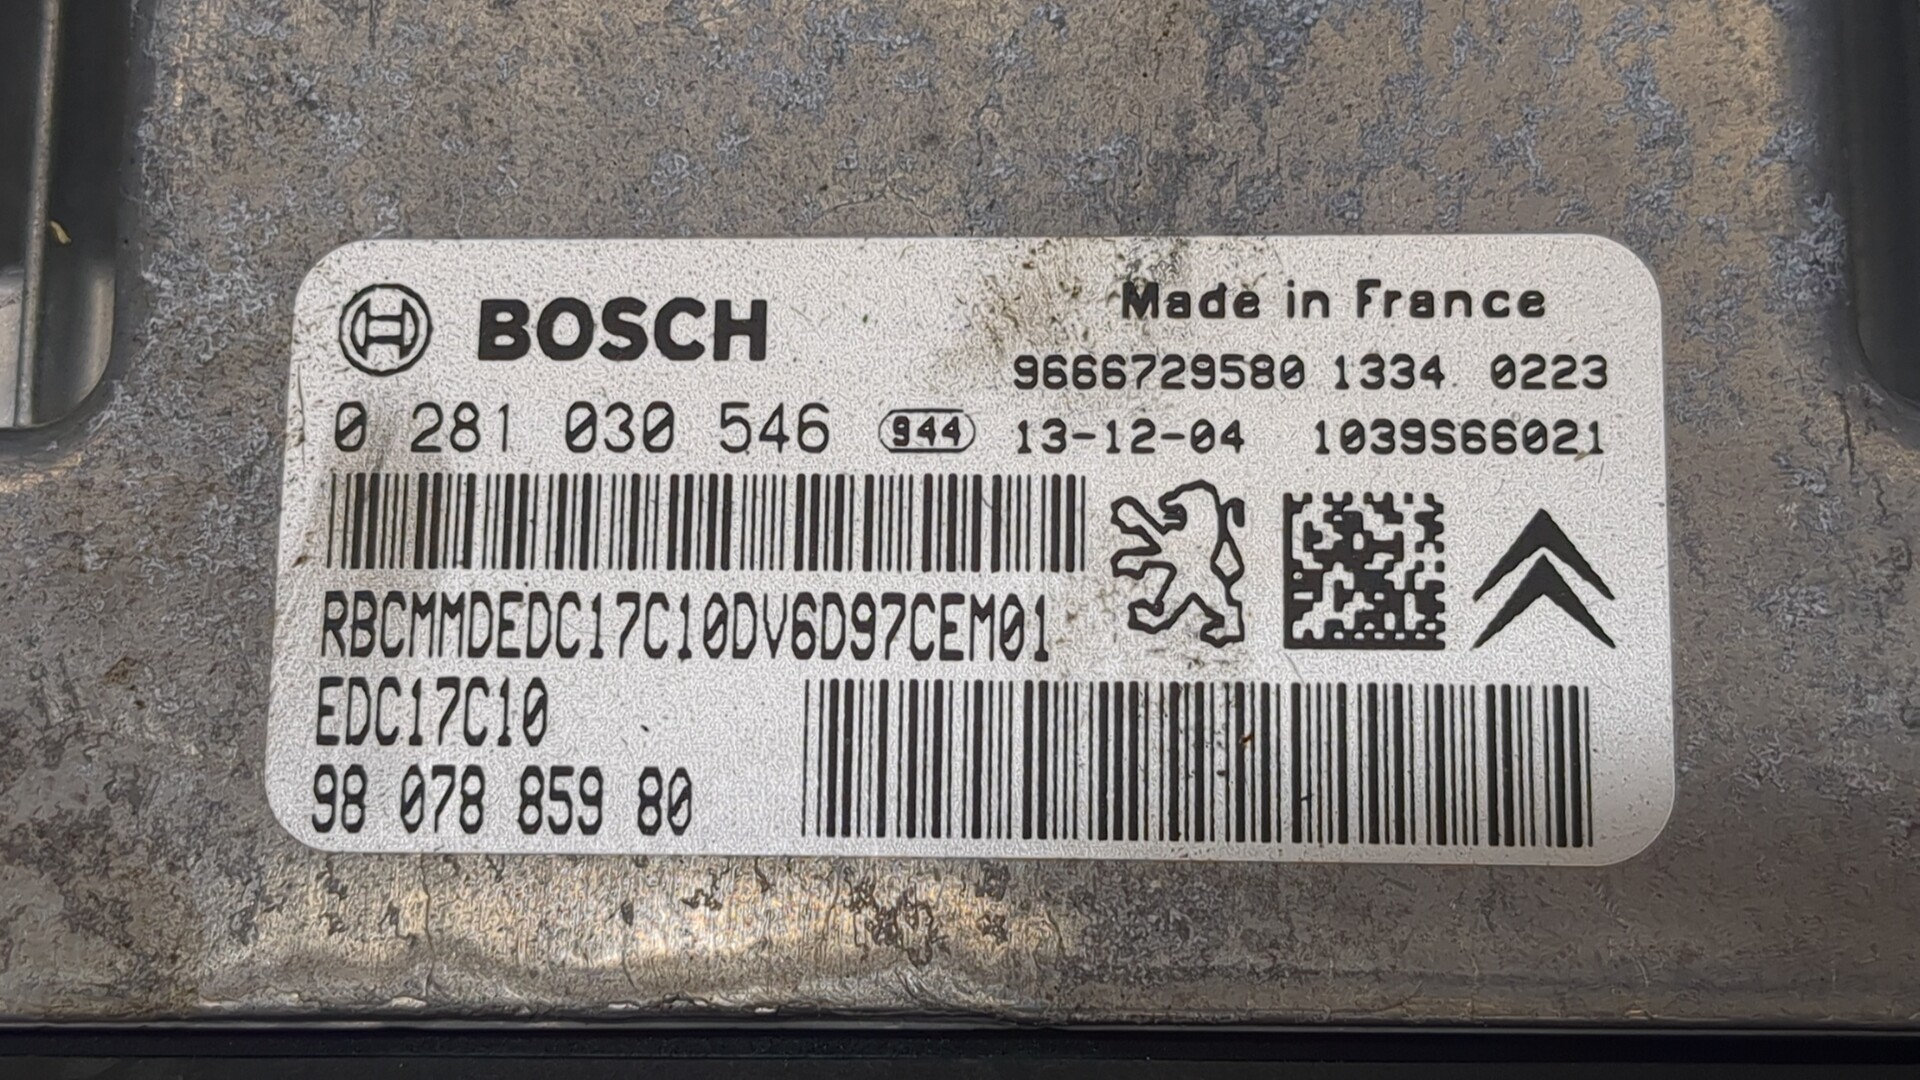 BOSCH
Made in France
9666729580 1334 0223
0 281 030 546 944 13-12-04 1039S66021
RBCMMDEDC17C10DV6D97CEM01
EDC17C10
98 078 859 80